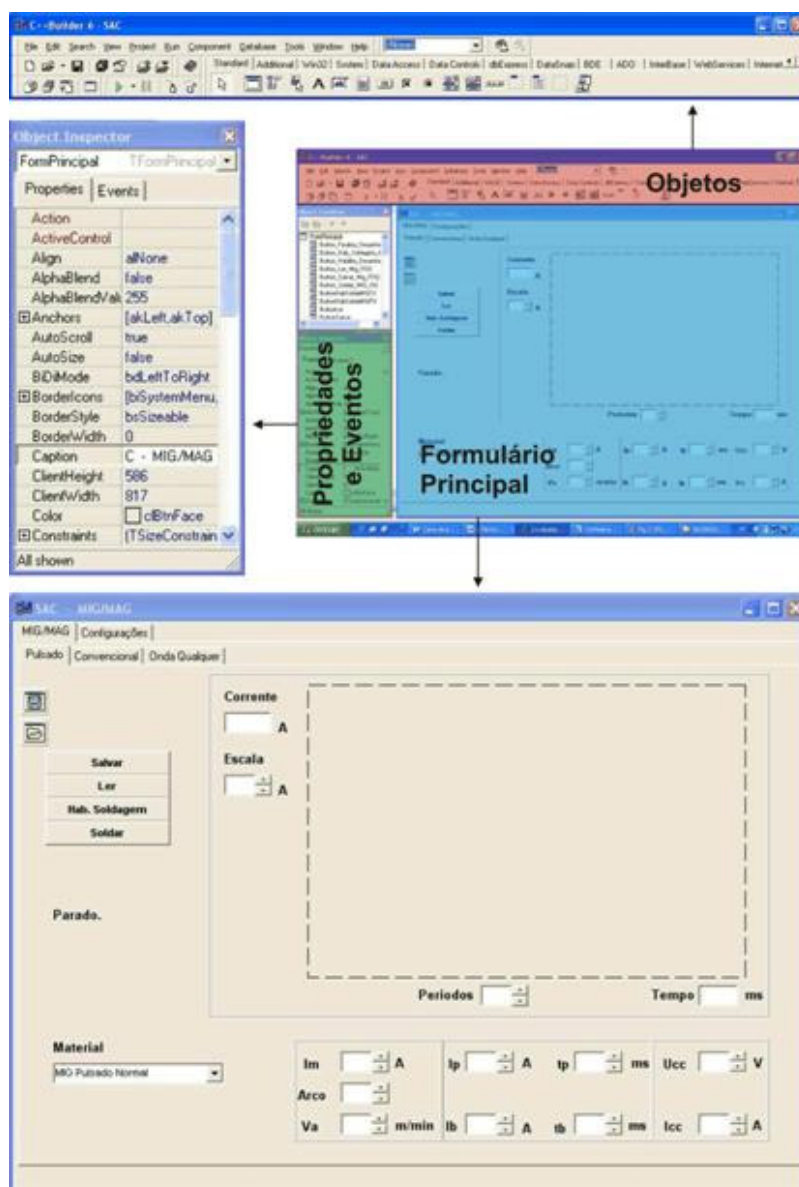 C++Builder 6 - SAC
File Edit Search View Project Run Component Database Tools Window Help
Standard Additional Win32 System Data Access Data Controls dbExpress DataSnap BDE ADO InterBase WebServices Internet
Object Inspector
FormPrincipal TFormPrincipal
Properties Events
Action
ActiveControl
Align alNone
AlphaBlend false
AlphaBlendVal 255
Anchors [akLeft,akTop]
AutoScroll true
AutoSize false
BiDiMode bdLeftToRight
BorderIcons [biSystemMenu,
BorderStyle bsSizeable
BorderWidth 0
Caption C - MIG/MAG
ClientHeight 586
ClientWidth 817
Color clBtnFace
Constraints (TSizeConstrain
All shown
Objetos
Propriedades
e Eventos
Formulário
Principal
SAC - MIG/MAG
MIG/MAG Configurações
Pulsado Convencional Onda Qualquer
Corrente
A
Escala
A
Salvar
Ler
Hab. Soldagem
Soldar
Parado.
Periodos Tempo ms
Material
MIG Pulsado Normal
Im A Ip A tp ms Ucc V
Arco
Va m/min Ib A tb ms Icc A